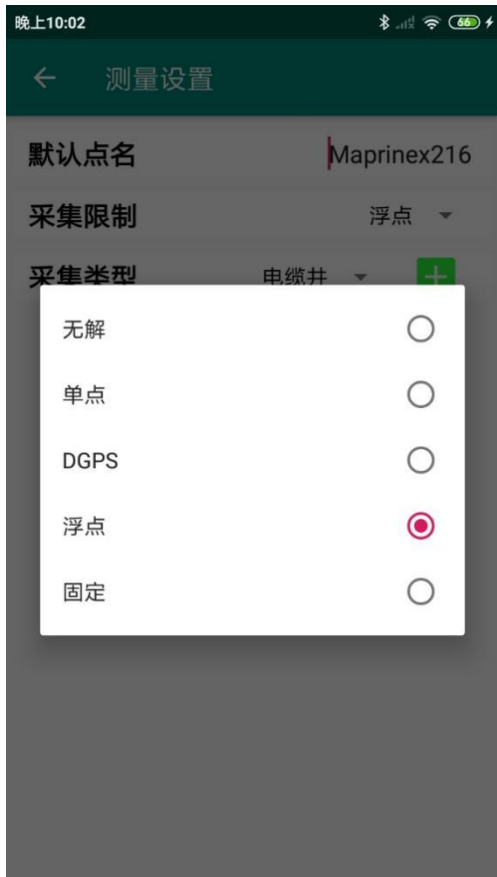 晚上10:02 66
测量设置
默认点名 Maprinex216
采集限制 浮点
采集类型 电缆井
无解
单点
DGPS
浮点
固定